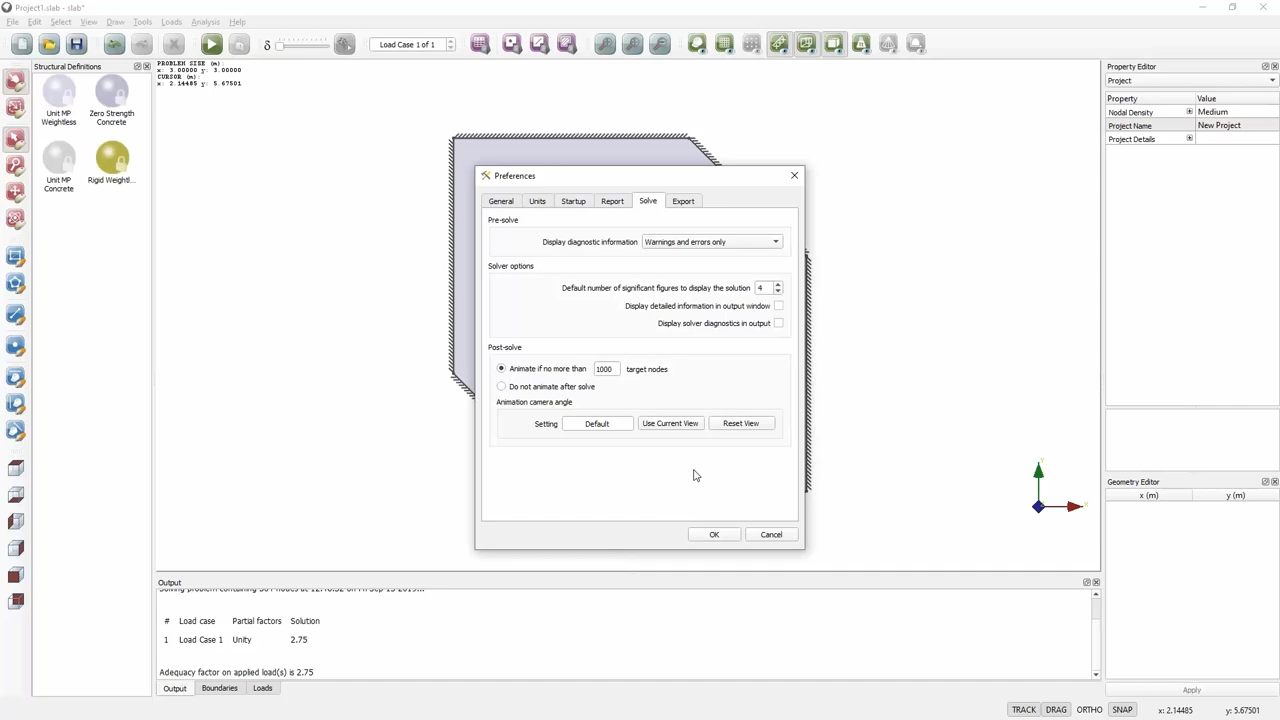 Project1.slab - slab*
File Edit Select View Draw Tools Loads Analysis Help
δ
Load Case 1 of 1
Structural Definitions
Unit MP Weightless
Zero Strength Concrete
Unit MP Concrete
Rigid Weightl...
PROBLEM SIZE (m):
x: 3.00000 y: 3.00000
CURSOR (m):
x: 2.14485 y: 5.67501
Preferences
General Units Startup Report Solve Export
Pre-solve
Display diagnostic information Warnings and errors only
Solver options
Default number of significant figures to display the solution 4
Display detailed information in output window
Display solver diagnostics in output
Post-solve
Animate if no more than 1000 target nodes
Do not animate after solve
Animation camera angle
Setting Default Use Current View Reset View
OK Cancel
Y
X
Property Editor
Project
Property Value
Nodal Density Medium
Project Name New Project
Project Details
Geometry Editor
x (m) y (m)
Apply
Output
# Load case Partial factors Solution
1 Load Case 1 Unity 2.75
Adequacy factor on applied load(s) is 2.75
Output Boundaries Loads
TRACK DRAG ORTHO SNAP x: 2.14485 y: 5.67501